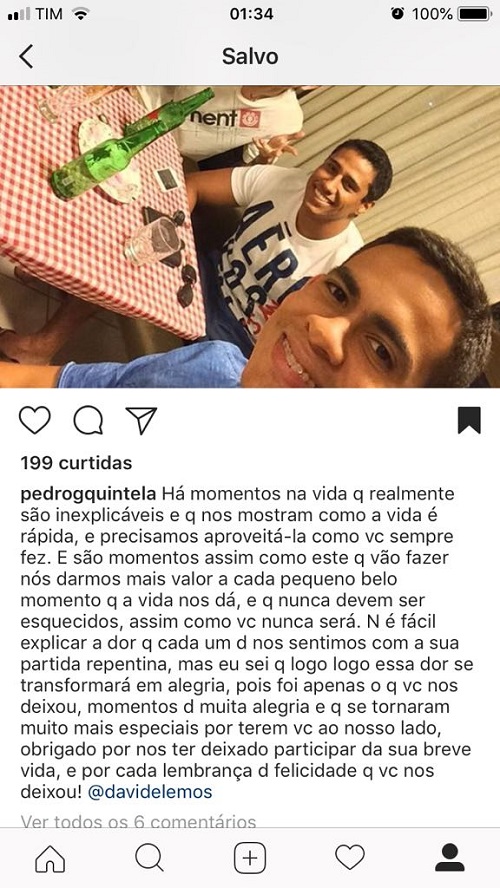 TIM 01:34 100%
Salvo
nent
AÉR
199 curtidas
pedrogquintela Há momentos na vida q realmente
são inexplicáveis e q nos mostram como a vida é
rápida, e precisamos aproveitá-la como vc sempre
fez. E são momentos assim como este q vão fazer
nós darmos mais valor a cada pequeno belo
momento q a vida nos dá, e q nunca devem ser
esquecidos, assim como vc nunca será. N é fácil
explicar a dor q cada um d nos sentimos com a sua
partida repentina, mas eu sei q logo logo essa dor se
transformará em alegria, pois foi apenas o q vc nos
deixou, momentos d muita alegria e q se tornaram
muito mais especiais por terem vc ao nosso lado,
obrigado por nos ter deixado participar da sua breve
vida, e por cada lembrança d felicidade q vc nos
deixou! @davidelemos
Ver todos os 6 comentários